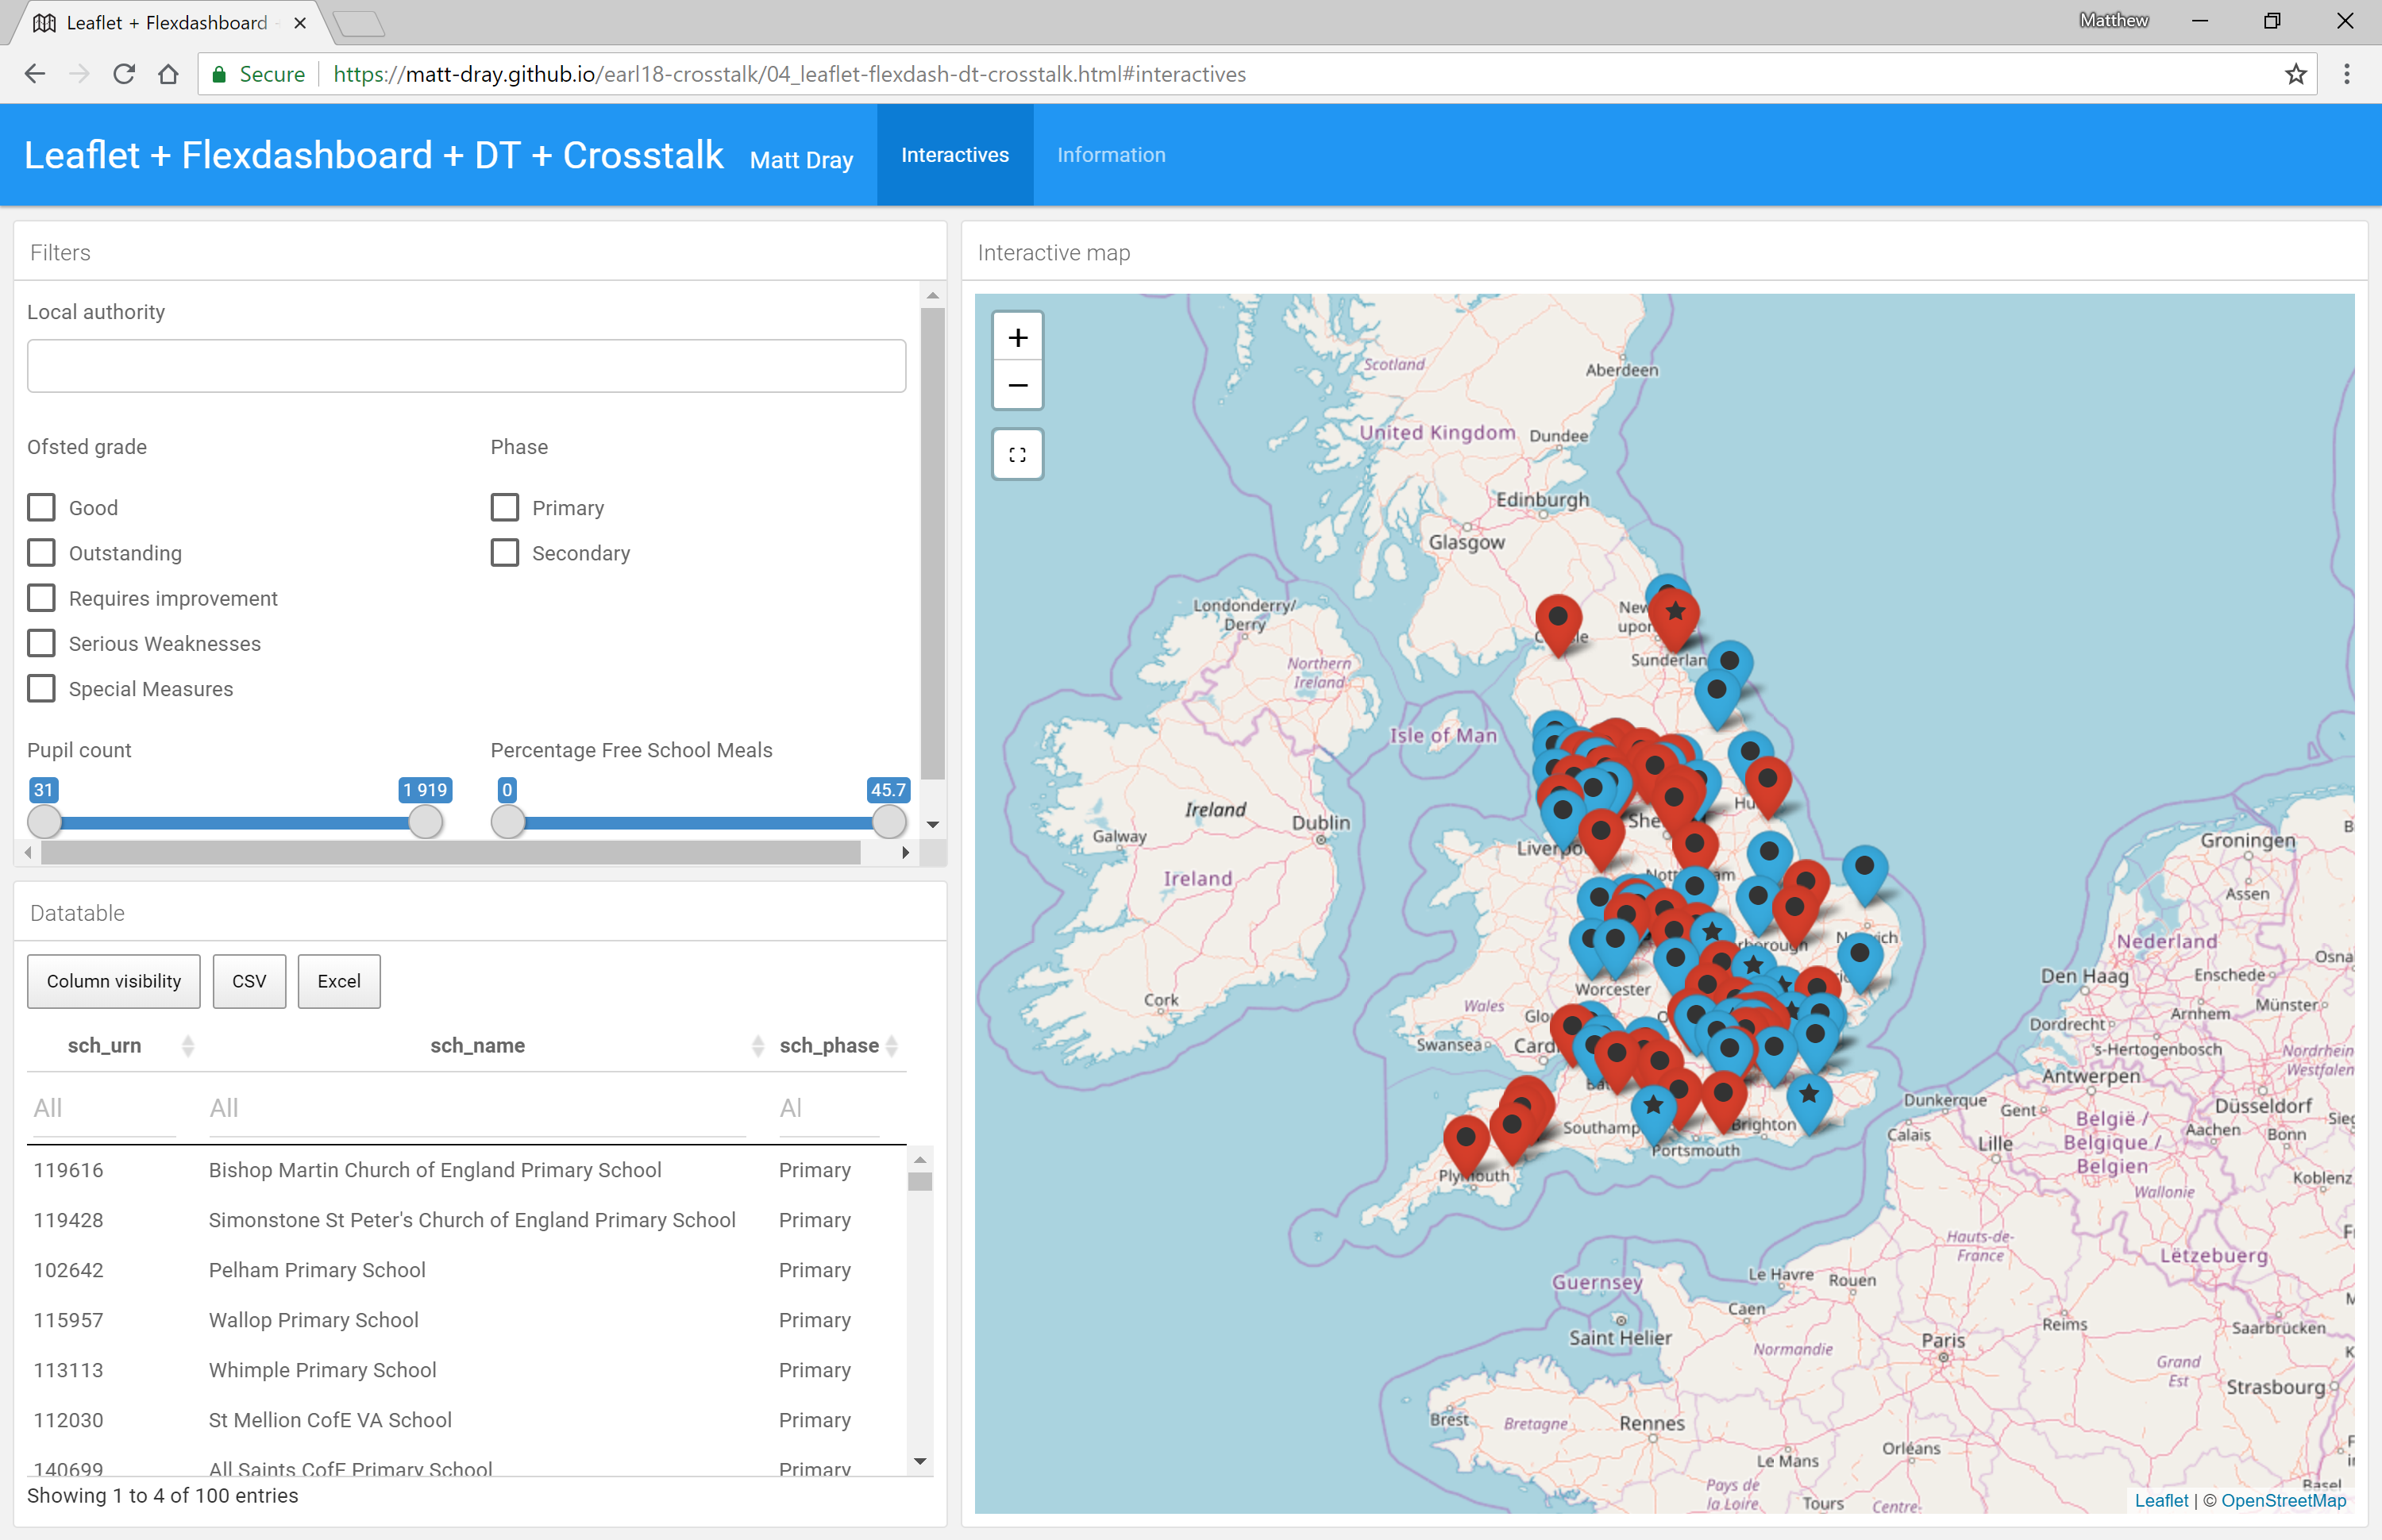 Leaflet + Flexdashboard
Matthew
Secure
https://matt-dray.github.io/earl18-crosstalk/04_leaflet-flexdash-dt-crosstalk.html#interactives
Leaflet + Flexdashboard + DT + Crosstalk Matt Dray Interactives Information
Filters
Local authority
Ofsted grade
Phase
Good
Primary
Outstanding
Secondary
Requires improvement
Serious Weaknesses
Special Measures
Pupil count
Percentage Free School Meals
31 1 919
0 45.7
Datatable
Column visibility CSV Excel
sch_urn sch_name sch_phase
All All Al
119616 Bishop Martin Church of England Primary School Primary
119428 Simonstone St Peter's Church of England Primary School Primary
102642 Pelham Primary School Primary
115957 Wallop Primary School Primary
113113 Whimple Primary School Primary
112030 St Mellion CofE VA School Primary
140699 All Saints CofE Primary School Primary
Showing 1 to 4 of 100 entries
Interactive map
+
−
Scotland
Aberdeen
United Kingdom
Dundee
Edinburgh
Glasgow
Londonderry/
Derry
Northern
Ireland
Sunderlan
Isle of Man
Ireland
Dublin
Galway
Ireland
Cork
Worcester
Wales
Swansea
Southamp
Brighton
Portsmouth
Plymouth
Groningen
Assen
Nederland
Den Haag
Enschede
Osna
Münster
Dordrecht
Arnhem
's-Hertogenbosch
Nordrhein
Westfalen
Antwerpen
Dunkerque
Gent
België /
Belgique /
Belgien
Düsseldorf
Calais
Lille
Aachen
Bonn
Koblenz
Wallonie
Hauts-de-
France
Lëtzebuerg
Guernsey
Le Havre
Rouen
Caen
Reims
Saarbrücken
Saint Helier
Normandie
Paris
Grand
Est
Strasbourg
Brest
Bretagne
Rennes
Orléans
Le Mans
Pays de
la Loire
Tours
Centre-
Basel
Leaflet | © OpenStreetMap